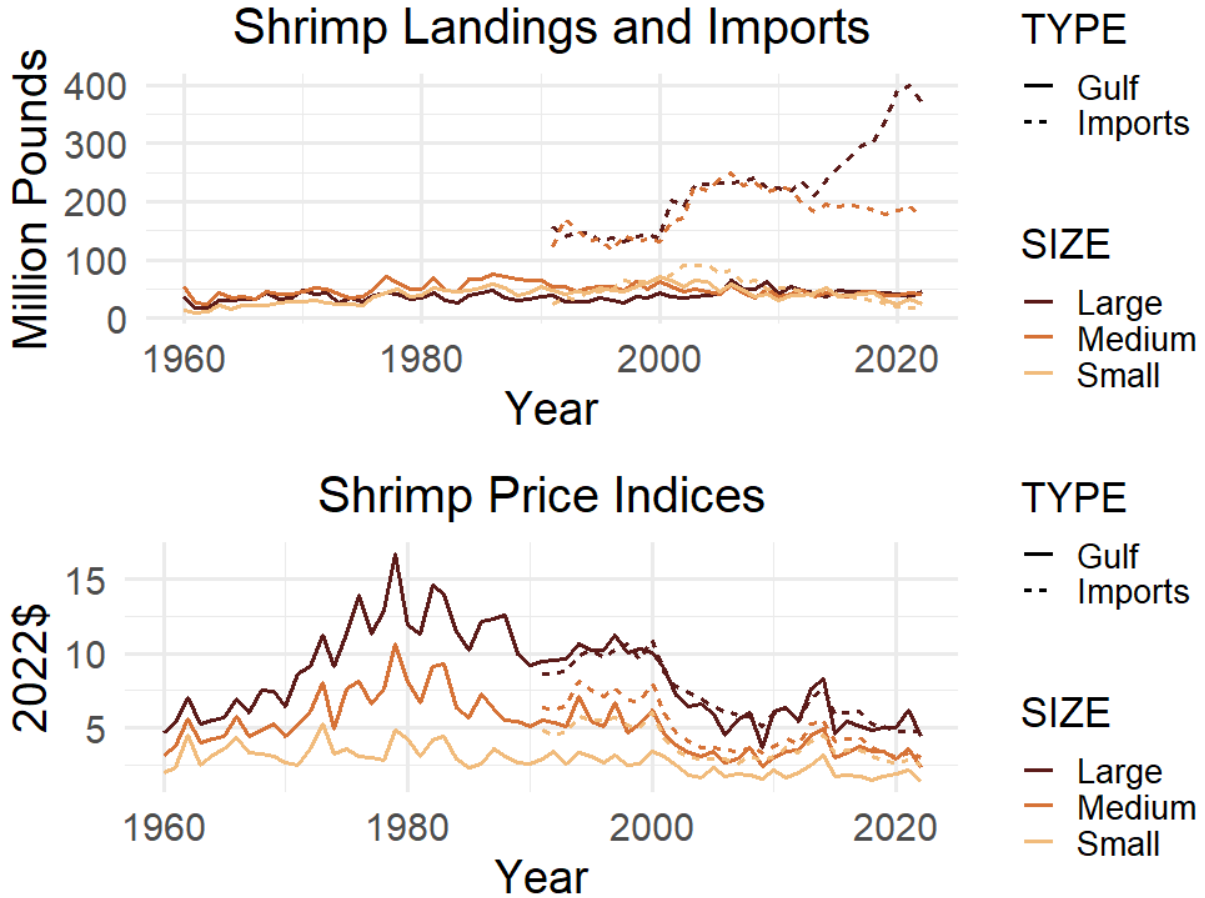 Shrimp Landings and Imports
Million Pounds
400
300
200
100
0
1960 1980 2000 2020
Year
TYPE
Gulf
Imports
SIZE
Large
Medium
Small
Shrimp Price Indices
2022$
15
10
5
1960 1980 2000 2020
Year
TYPE
Gulf
Imports
SIZE
Large
Medium
Small